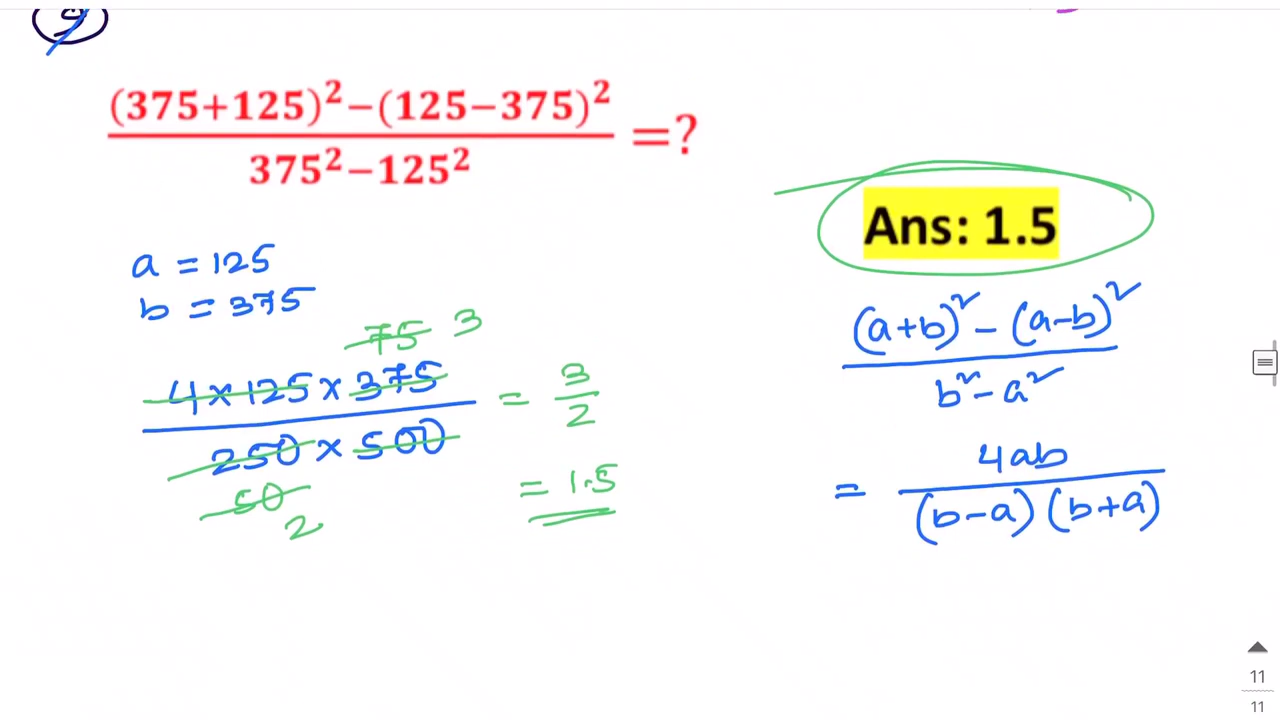 9
(375+125)²−(125−375)²
375²−125²
=?
Ans: 1.5
a = 125
b = 375
75 3
4×125×375
250×500
50
2
= 3/2
= 1.5
(a+b)² − (a−b)²
b² − a²
= 4ab
(b−a)(b+a)
11
11